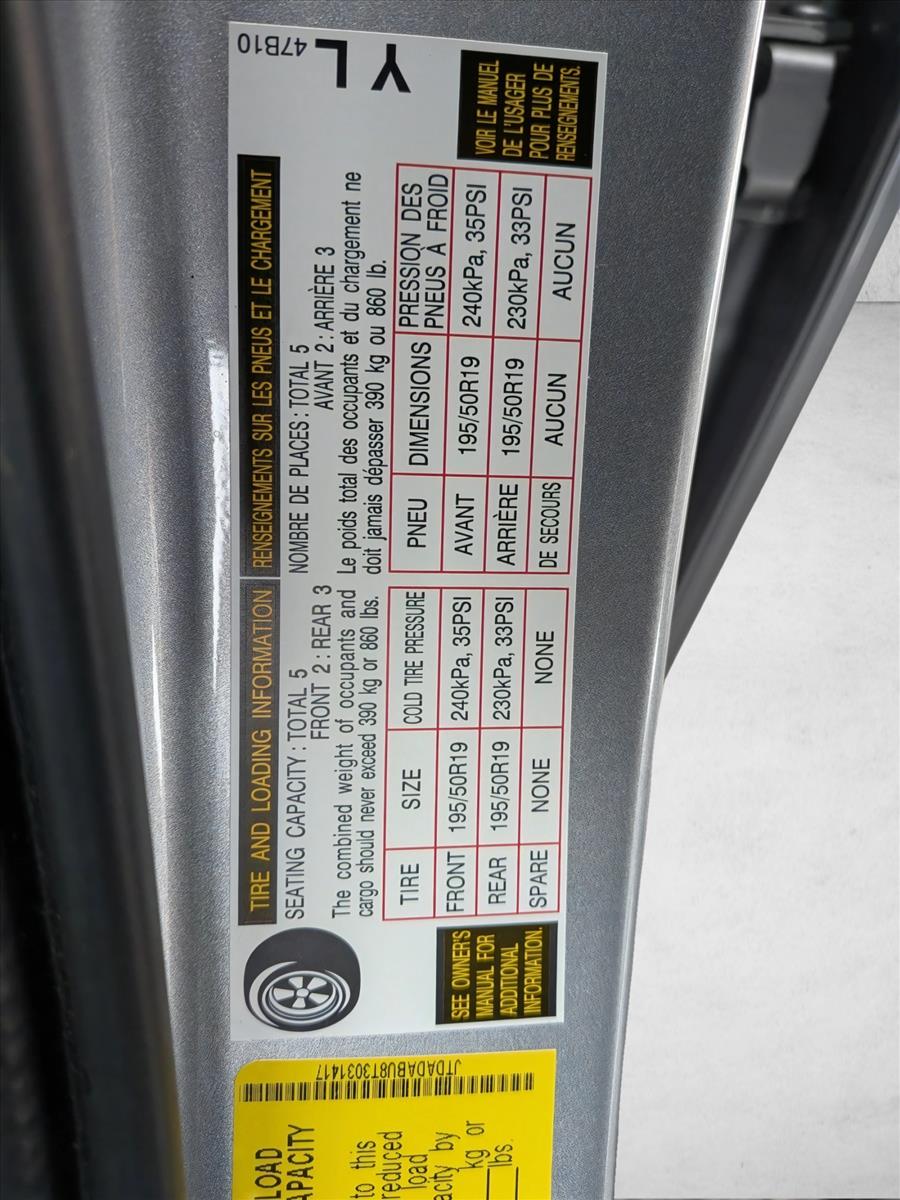 TIRE AND LOADING INFORMATION
SEATING CAPACITY : TOTAL 5
FRONT 2 : REAR 3
The combined weight of occupants and
cargo should never exceed 390 kg or 860 lbs.
TIRE SIZE COLD TIRE PRESSURE
FRONT 195/50R19 240kPa, 35PSI
REAR 195/50R19 230kPa, 33PSI
SPARE NONE NONE
SEE OWNER'S
MANUAL FOR
ADDITIONAL
INFORMATION.
RENSEIGNEMENTS SUR LES PNEUS ET LE CHARGEMENT
NOMBRE DE PLACES : TOTAL 5
AVANT 2 : ARRIÈRE 3
Le poids total des occupants et du chargement ne
doit jamais dépasser 390 kg ou 860 lb.
PNEU DIMENSIONS PRESSION DES
PNEUS À FROID
AVANT 195/50R19 240kPa, 35PSI
ARRIÈRE 195/50R19 230kPa, 33PSI
DE SECOURS AUCUN AUCUN
VOIR LE MANUEL
DE L'USAGER
POUR PLUS DE
RENSEIGNEMENTS.
47B10
YL
JTDADABU8T3031417
LOAD
APACITY
to this
reduced
load
acity by
kg or
lbs.